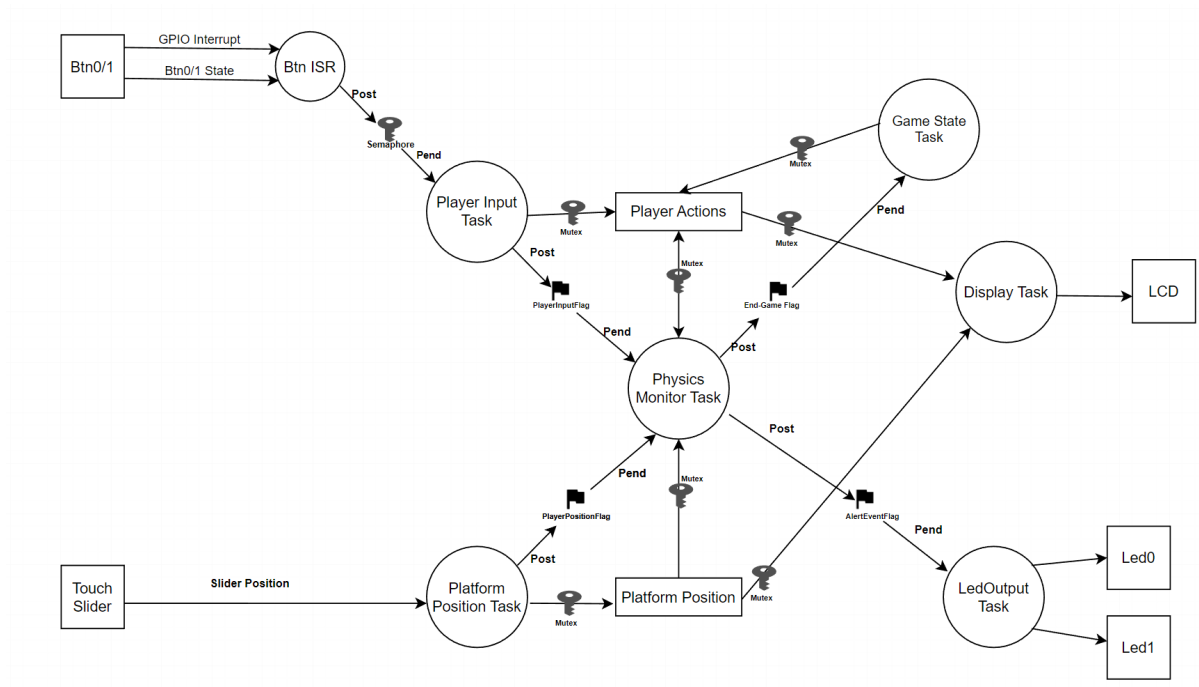 GPIO Interrupt
Btn0/1
Btn0/1 State
Btn ISR
Post
Semaphore
Pend
Game State
Task
Mutex
Player Input
Task
Mutex
Player Actions
Mutex
Pend
Post
PlayerInputFlag
Pend
Mutex
End-Game Flag
Post
Display Task
LCD
Physics
Monitor Task
Post
Pend
PlayerPositionFlag
Post
Mutex
AlertEventFlag
Pend
Touch
Slider
Slider Position
Platform
Position Task
Mutex
Platform Position
Mutex
LedOutput
Task
Led0
Led1